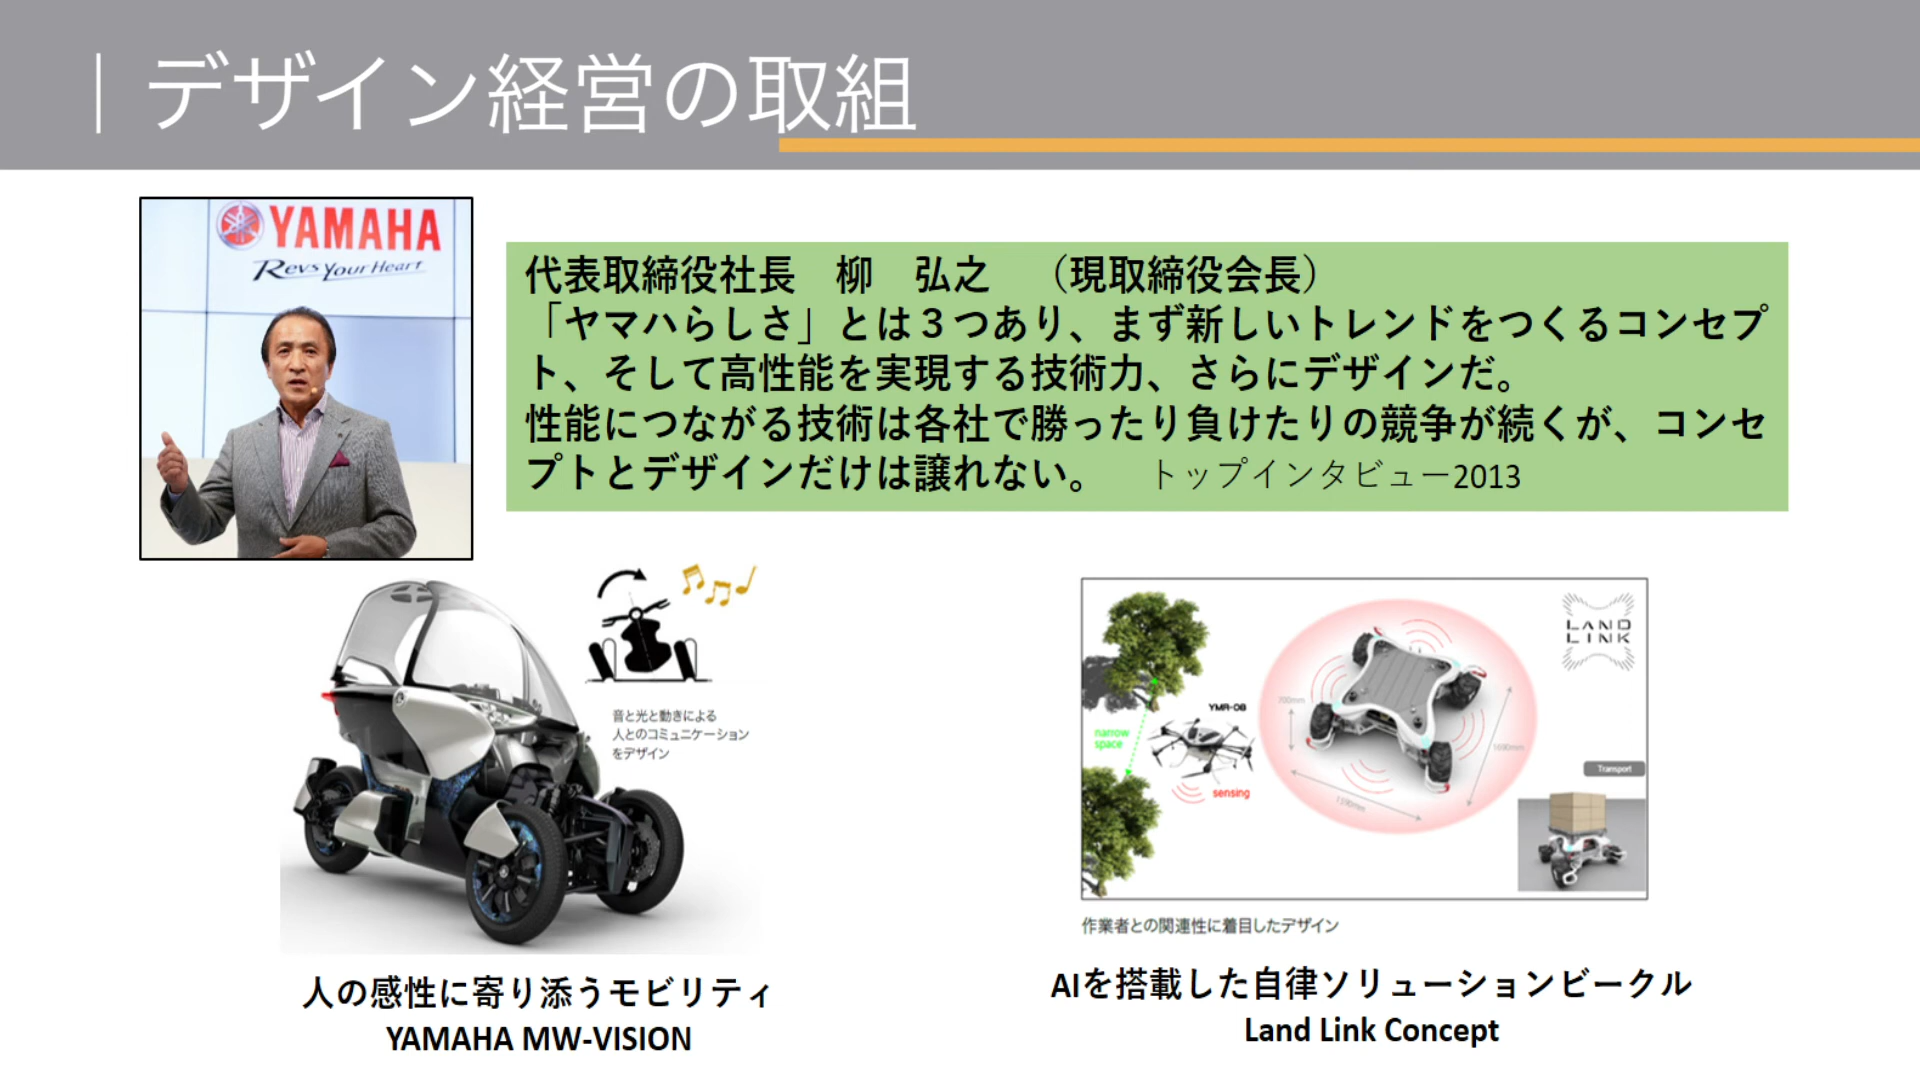 デザイン経営の取組
YAMAHA
Revs Your Heart
代表取締役社長　柳　弘之　（現取締役会長）
「ヤマハらしさ」とは３つあり、まず新しいトレンドをつくるコンセプ
ト、そして高性能を実現する技術力、さらにデザインだ。
性能につながる技術は各社で勝ったり負けたりの競争が続くが、コンセ
プトとデザインだけは譲れない。　トップインタビュー2013
音と光と動きによる
人とのコミュニケーション
をデザイン
人の感性に寄り添うモビリティ
YAMAHA MW-VISION
LAND
LINK
YMR-08
narrow
space
sensing
700mm
1690mm
1390mm
Transport
作業者との関連性に着目したデザイン
AIを搭載した自律ソリューションビークル
Land Link Concept